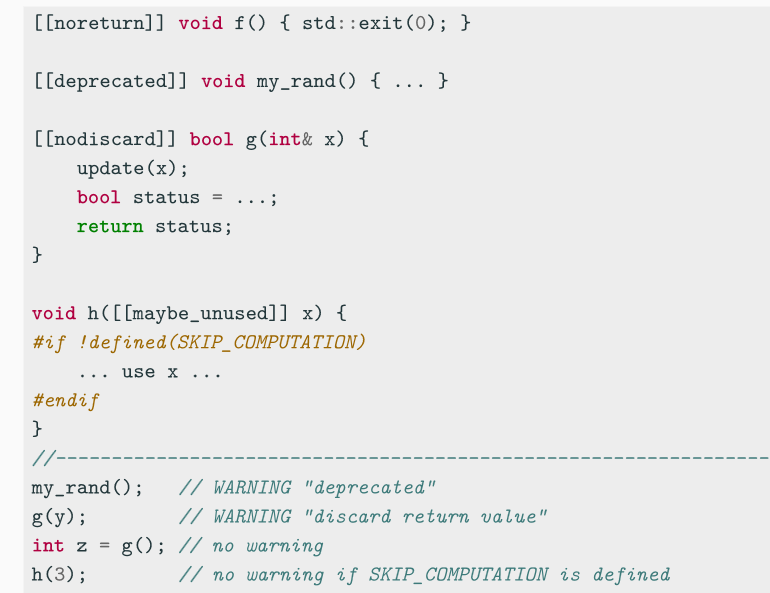 [[noreturn]] void f() { std::exit(0); }
[[deprecated]] void my_rand() { ... }
[[nodiscard]] bool g(int& x) {
    update(x);
    bool status = ...;
    return status;
}
void h([[maybe_unused]] x) {
#if !defined(SKIP_COMPUTATION)
    ... use x ...
#endif
}
//----------------------------------------------------------------
my_rand();   // WARNING "deprecated"
g(y);        // WARNING "discard return value"
int z = g(); // no warning
h(3);        // no warning if SKIP_COMPUTATION is defined